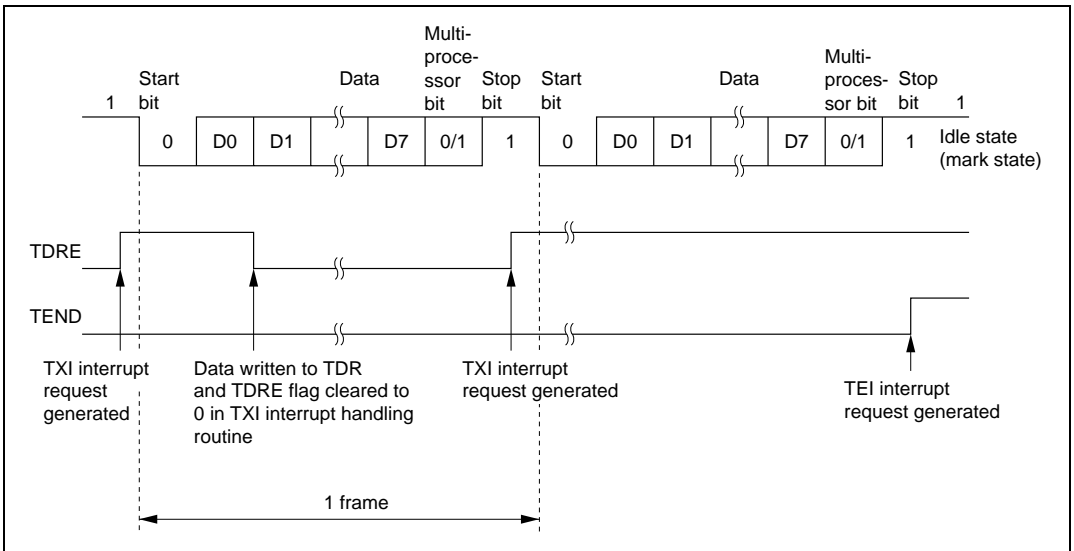 Multi-
proce-
ssor
bit
Start
bit
Data
Stop
bit
Start
bit
Data
Multi-
proces-
sor bit
Stop
bit
1
1
0 D0 D1 D7 0/1 1 0 D0 D1 D7 0/1 1
Idle state
(mark state)
TDRE
TEND
TXI interrupt
request
generated
Data written to TDR
and TDRE flag cleared to
0 in TXI interrupt handling
routine
TXI interrupt
request generated
TEI interrupt
request generated
1 frame